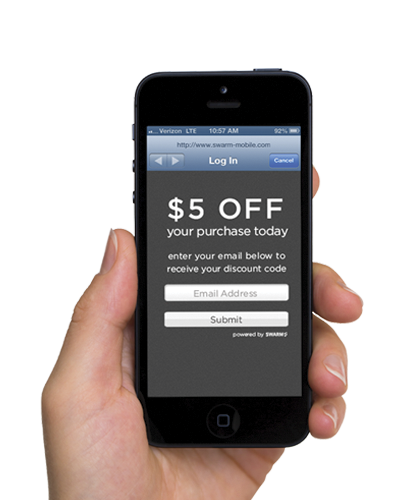 Verizon LTE 10:57 AM 92%
http://www.swarm-mobile.com
Log In Cancel
$5 OFF
your purchase today
enter your email below to
receive your discount code
Email Address
Submit
powered by SWARM